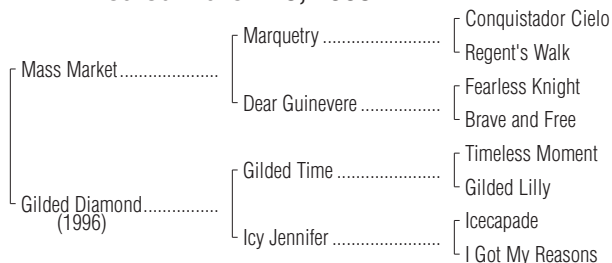 Conquistador Cielo
Marquetry
Regent's Walk
Mass Market
Fearless Knight
Dear Guinevere
Brave and Free
Timeless Moment
Gilded Time
Gilded Lilly
Gilded Diamond
(1996)
Icecapade
Icy Jennifer
I Got My Reasons